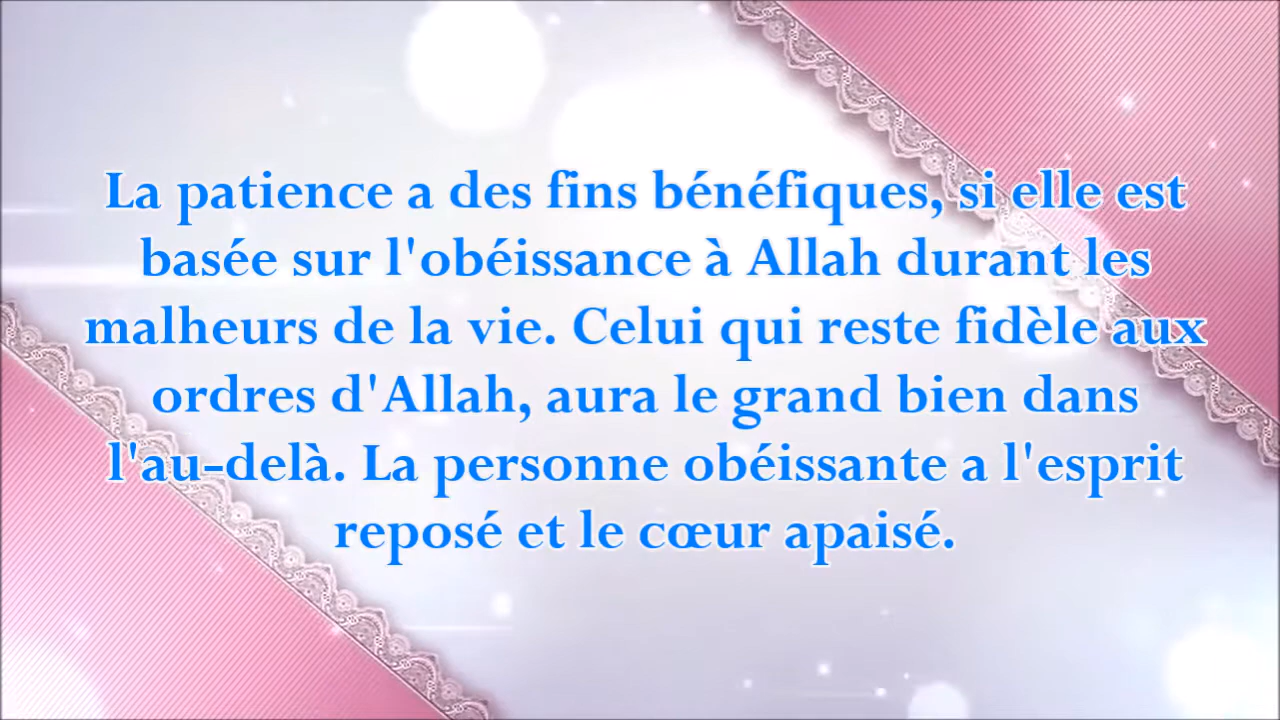 La patience a des fins bénéfiques, si elle est
basée sur l'obéissance à Allah durant les
malheurs de la vie. Celui qui reste fidèle aux
ordres d'Allah, aura le grand bien dans
l'au-delà. La personne obéissante a l'esprit
reposé et le cœur apaisé.